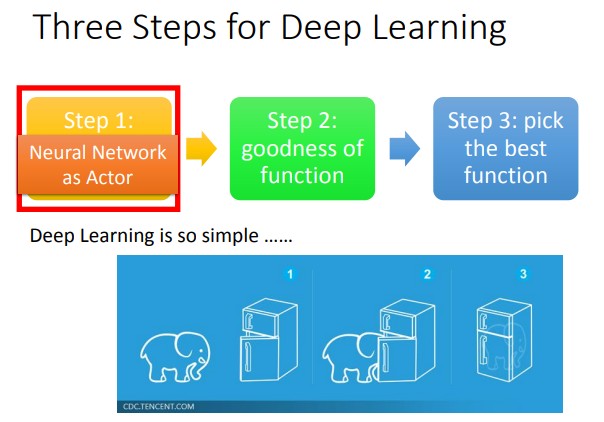 Three Steps for Deep Learning
Step 1:
Neural Network
as Actor
Step 2:
goodness of
function
Step 3: pick
the best
function
Deep Learning is so simple ……
1
2
3
CDC.TENCENT.COM